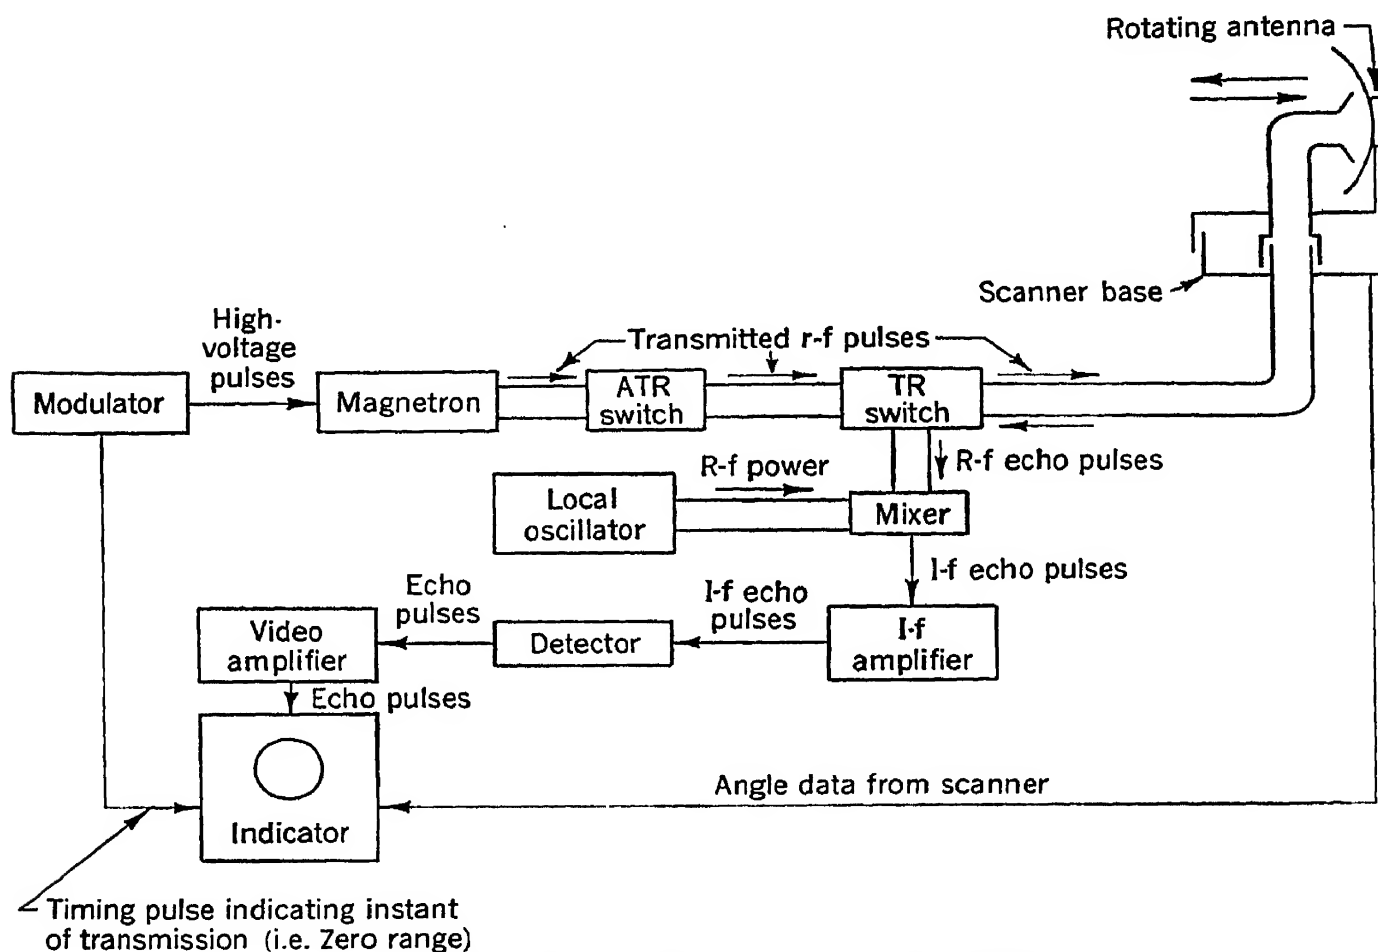 Rotating antenna
Scanner base
High-
voltage
pulses
Transmitted r-f pulses
Modulator
Magnetron
ATR
switch
TR
switch
R-f power
R-f echo pulses
Local
oscillator
Mixer
I-f echo pulses
Echo
pulses
I-f echo
pulses
Video
amplifier
Detector
I-f
amplifier
Echo pulses
Angle data from scanner
Indicator
Timing pulse indicating instant
of transmission (i.e. Zero range)